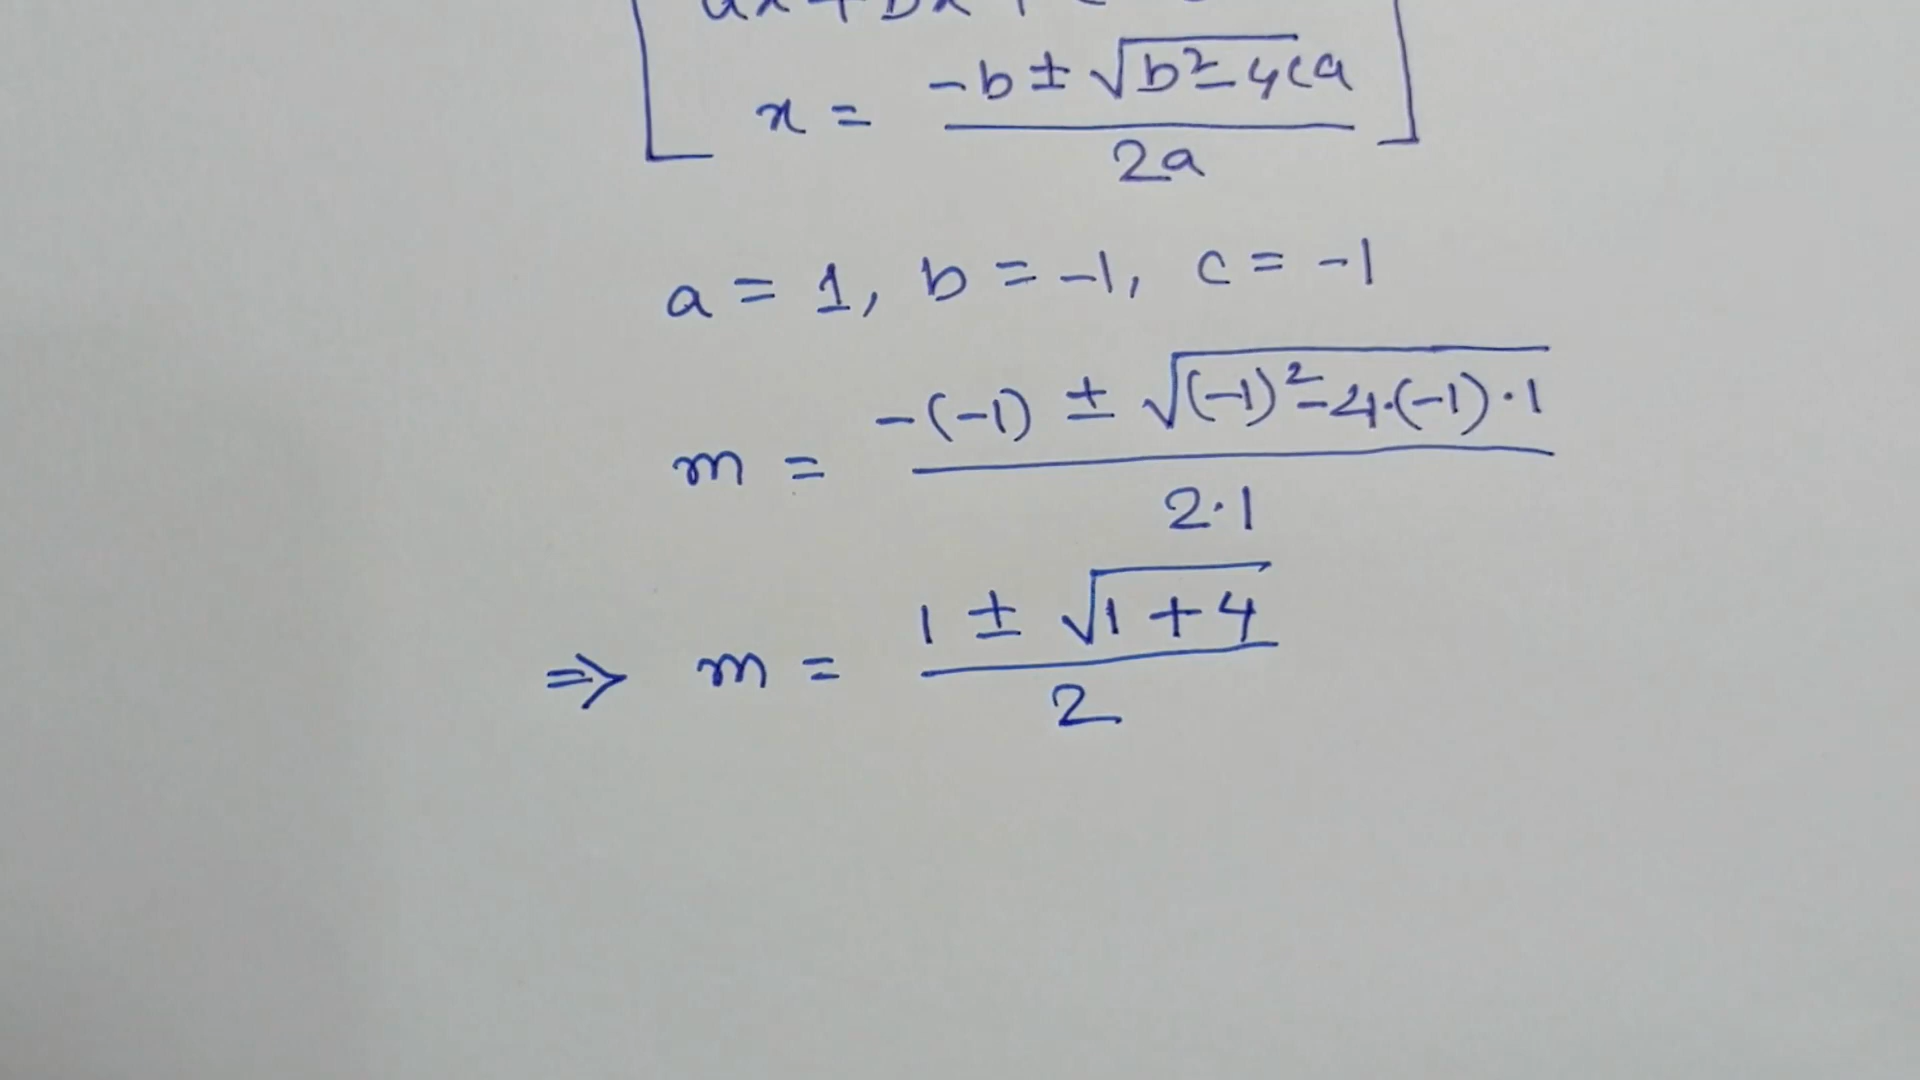 x = (-b ± √(b² - 4ca)) / 2a
a = 1, b = -1, c = -1
m = (-(-1) ± √((-1)² - 4·(-1)·1)) / 2·1
⇒ m = (1 ± √(1 + 4)) / 2